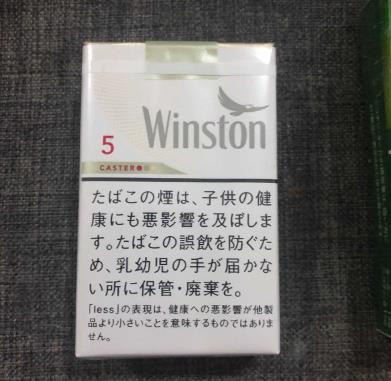 Winston
5
CASTER
たばこの煙は、子供の健
康にも悪影響を及ぼしま
す。たばこの誤飲を防ぐた
め、乳幼児の手が届かな
い所に保管・廃棄を。
「less」の表現は、健康への悪影響が他製
品より小さいことを意味するものではありま
せん。